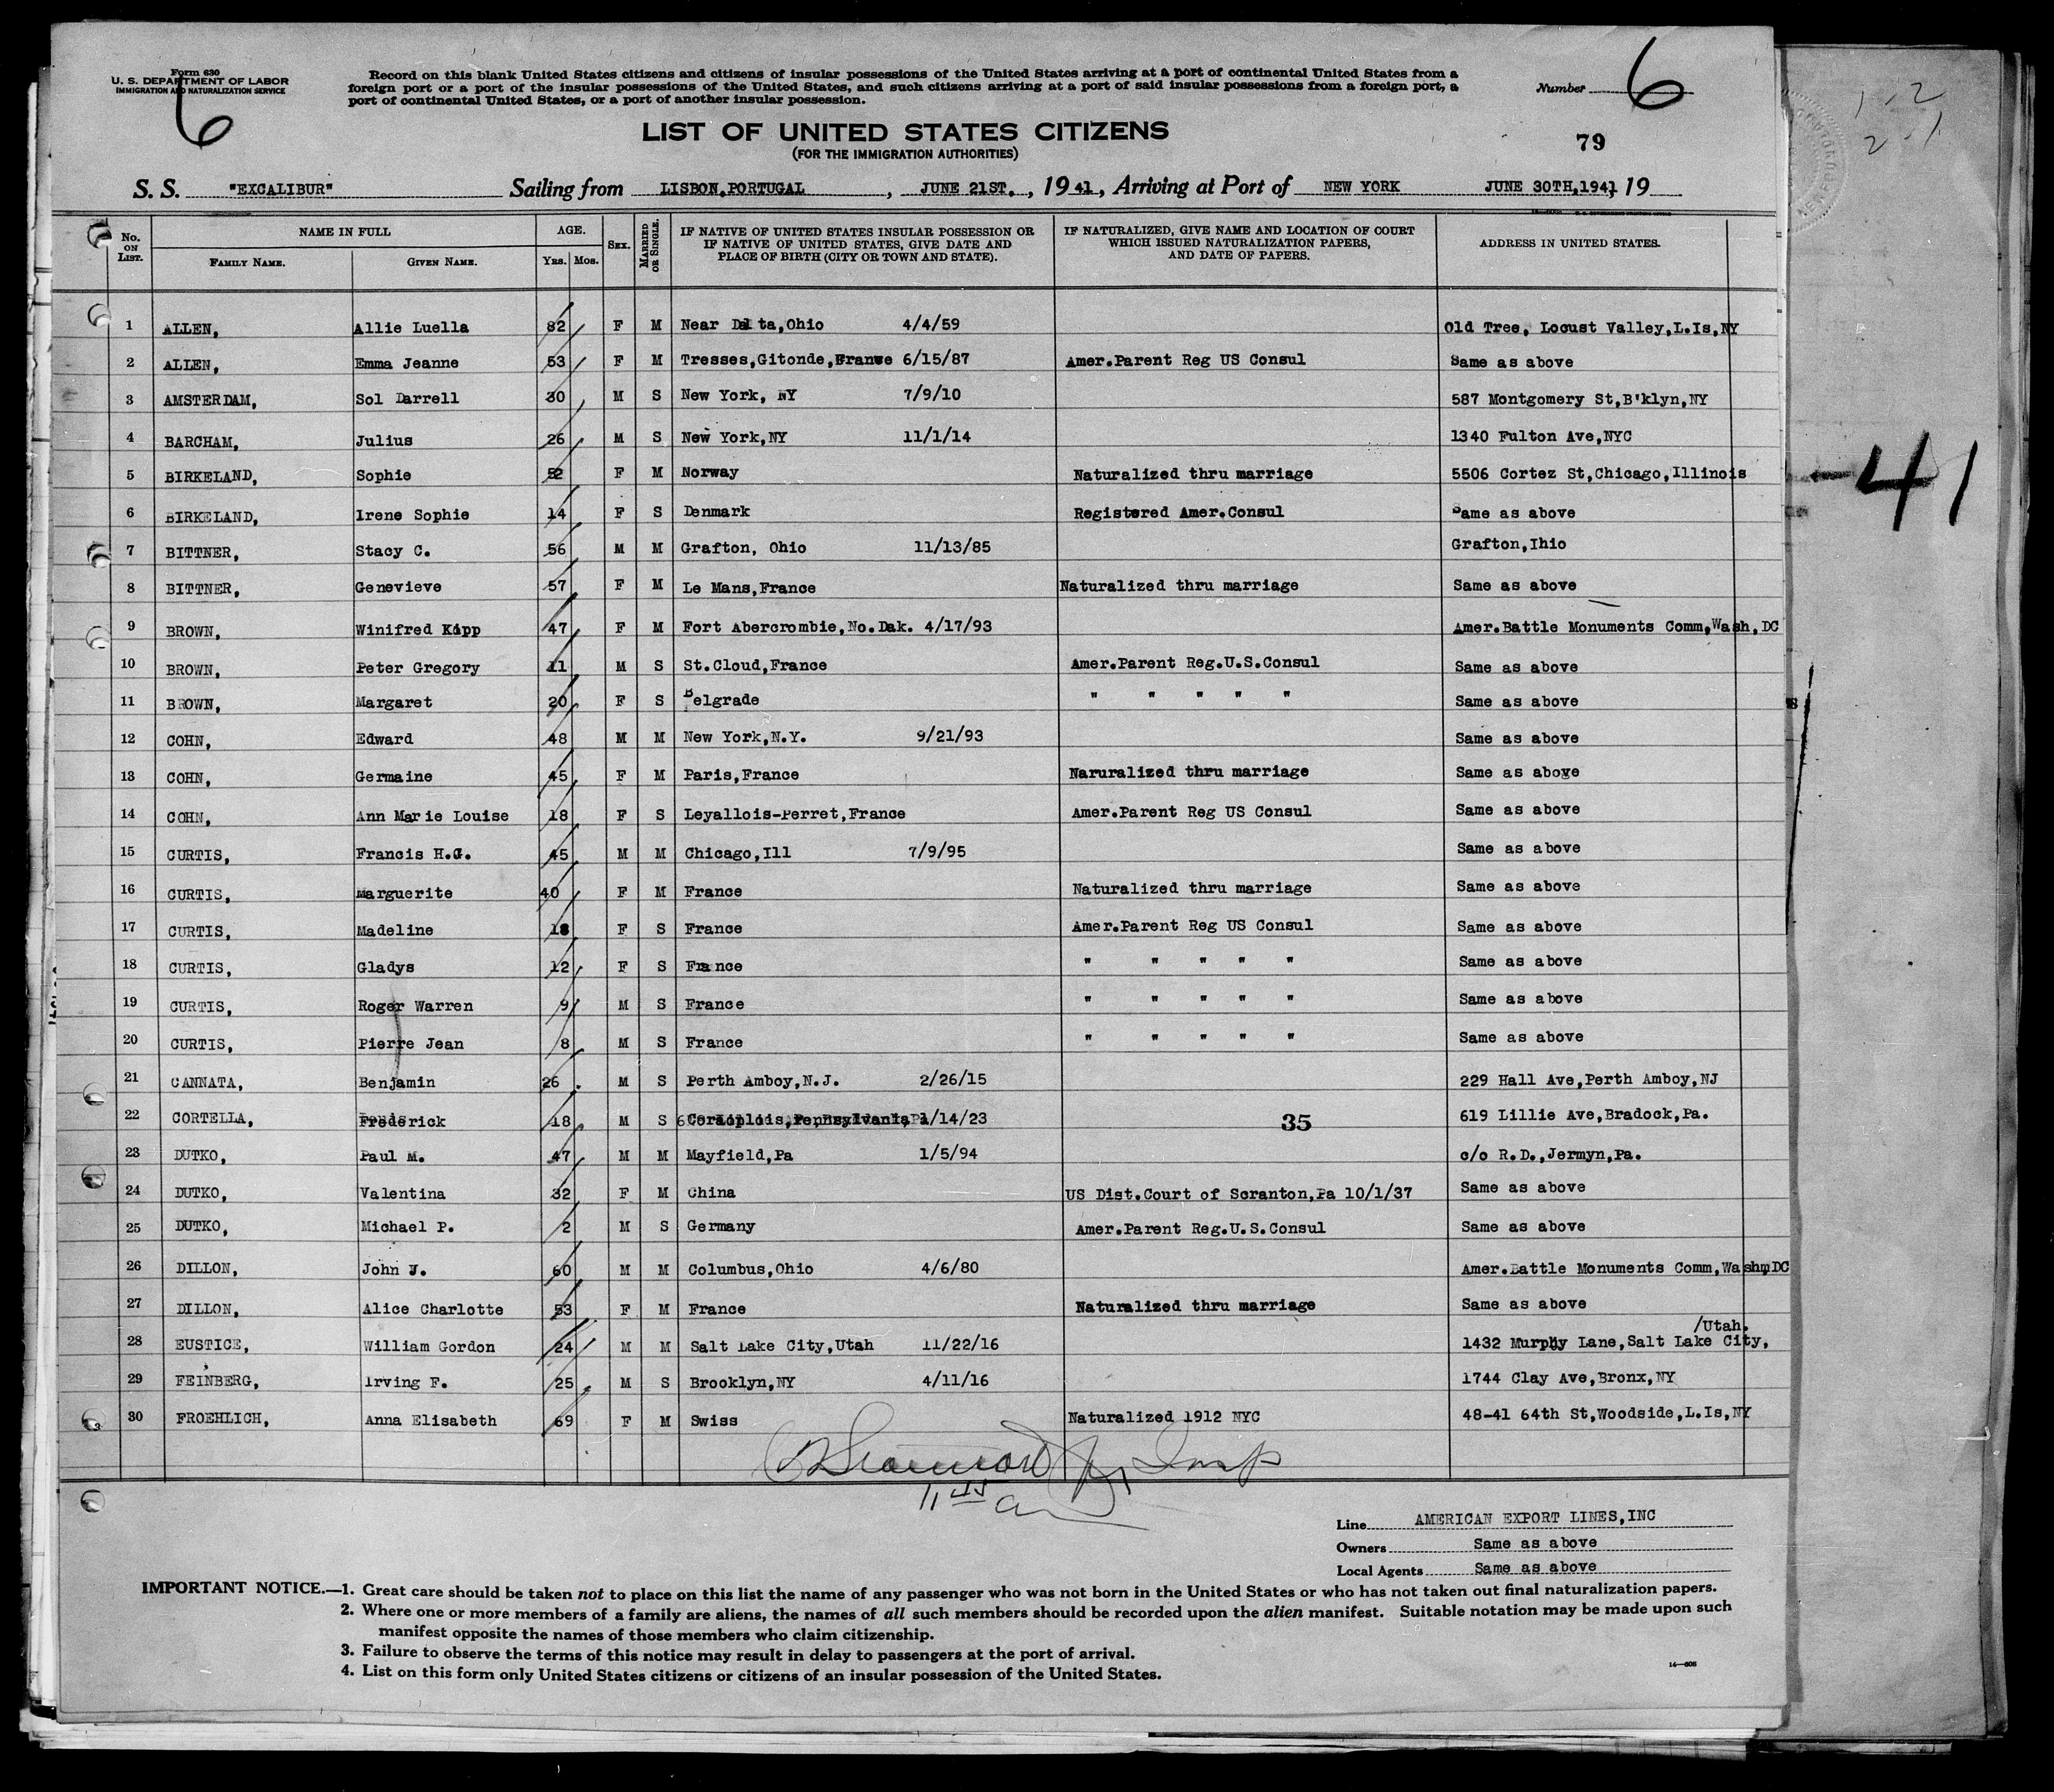 Form 630
U. S. DEPARTMENT OF LABOR
IMMIGRATION AND NATURALIZATION SERVICE
6
Record on this blank United States citizens and citizens of insular possessions of the United States arriving at a port of continental United States from a
foreign port or a port of the insular possessions of the United States, and such citizens arriving at a port of said insular possessions from a foreign port, a
port of continental United States, or a port of another insular possession.
Number 6
LIST OF UNITED STATES CITIZENS
(FOR THE IMMIGRATION AUTHORITIES)
79
S. S. "EXCALIBUR" Sailing from LISBON,PORTUGAL, JUNE 21ST., 1941, Arriving at Port of NEW YORK JUNE 30TH,1941, 19
No. ON LIST. NAME IN FULL FAMILY NAME. GIVEN NAME. AGE. YRS. MOS. SEX. MARRIED OR SINGLE. IF NATIVE OF UNITED STATES INSULAR POSSESSION OR IF NATIVE OF UNITED STATES, GIVE DATE AND PLACE OF BIRTH (CITY OR TOWN AND STATE). IF NATURALIZED, GIVE NAME AND LOCATION OF COURT WHICH ISSUED NATURALIZATION PAPERS, AND DATE OF PAPERS. ADDRESS IN UNITED STATES.
1 ALLEN, Allie Luella 82 F M Near Delta,Ohio 4/4/59 Old Tree, Locust Valley,L.Is,NY
2 ALLEN, Emma Jeanne 53 F M Tresses,Gitonde,France 6/15/87 Amer.Parent Reg US Consul Same as above
3 AMSTERDAM, Sol Darrell 30 M S New York, NY 7/9/10 587 Montgomery St,B'klyn,NY
4 BARCHAM, Julius 26 M S New York,NY 11/1/14 1340 Fulton Ave,NYC
5 BIRKELAND, Sophie 52 F M Norway Naturalized thru marriage 5506 Cortez St,Chicago,Illinois
6 BIRKELAND, Irene Sophie 14 F S Denmark Registered Amer.Consul Same as above
7 BITTNER, Stacy C. 56 M M Grafton, Ohio 11/13/85 Grafton,Ihio
8 BITTNER, Genevieve 57 F M Le Mans,France Naturalized thru marriage Same as above
9 BROWN, Winifred Kipp 47 F M Fort Abercrombie,No.Dak. 4/17/93 Amer.Battle Monuments Comm,Wash,DC
10 BROWN, Peter Gregory 11 M S St.Cloud,France Amer.Parent Reg.U.S.Consul Same as above
11 BROWN, Margaret 20 F S Belgrade " " " " " Same as above
12 COHN, Edward 48 M M New York,N.Y. 9/21/93 Same as above
13 COHN, Germaine 45 F M Paris,France Naruralized thru marriage Same as above
14 COHN, Ann Marie Louise 18 F S Leyallois-Perret,France Amer.Parent Reg US Consul Same as above
15 CURTIS, Francis H.G. 45 M M Chicago,Ill 7/9/95 Same as above
16 CURTIS, Marguerite 40 F M France Naturalized thru marriage Same as above
17 CURTIS, Madeline 18 F S France Amer.Parent Reg US Consul Same as above
18 CURTIS, Gladys 12 F S France " " " " " Same as above
19 CURTIS, Roger Warren 9 M S France " " " " " Same as above
20 CURTIS, Pierre Jean 8 M S France " " " " " Same as above
21 CANNATA, Benjamin 26 M S Perth Amboy,N.J. 2/26/15 229 Hall Ave,Perth Amboy,NJ
22 CORTELLA, Frederick 18 M S 1/14/23 35 619 Lillie Ave,Bradock,Pa.
23 DUTKO, Paul M. 47 M M Mayfield,Pa 1/5/94 c/o R.D.,Jermyn,Pa.
24 DUTKO, Valentina 32 F M China US Dist.Court of Scranton,Pa 10/1/37 Same as above
25 DUTKO, Michael P. 2 M S Germany Amer.Parent Reg.U.S.Consul Same as above
26 DILLON, John J. 60 M M Columbus,Ohio 4/6/80 Amer.Battle Monuments Comm,Wash,DC
27 DILLON, Alice Charlotte 53 F M France Naturalized thru marriage Same as above
28 EUSTICE, William Gordon 24 M M Salt Lake City,Utah 11/22/16 1432 Murphy Lane,Salt Lake City, /Utah.
29 FEINBERG, Irving F. 25 M S Brooklyn,NY 4/11/16 1744 Clay Ave,Bronx,NY
30 FROEHLICH, Anna Elisabeth 69 F M Swiss Naturalized 1912 NYC 48-41 64th St,Woodside,L.Is,NY
Line AMERICAN EXPORT LINES,INC
Owners Same as above
Local Agents Same as above
IMPORTANT NOTICE.—1. Great care should be taken not to place on this list the name of any passenger who was not born in the United States or who has not taken out final naturalization papers.
2. Where one or more members of a family are aliens, the names of all such members should be recorded upon the alien manifest. Suitable notation may be made upon such
manifest opposite the names of those members who claim citizenship.
3. Failure to observe the terms of this notice may result in delay to passengers at the port of arrival.
4. List on this form only United States citizens or citizens of an insular possession of the United States.
14—608
1-2
2-1
-41